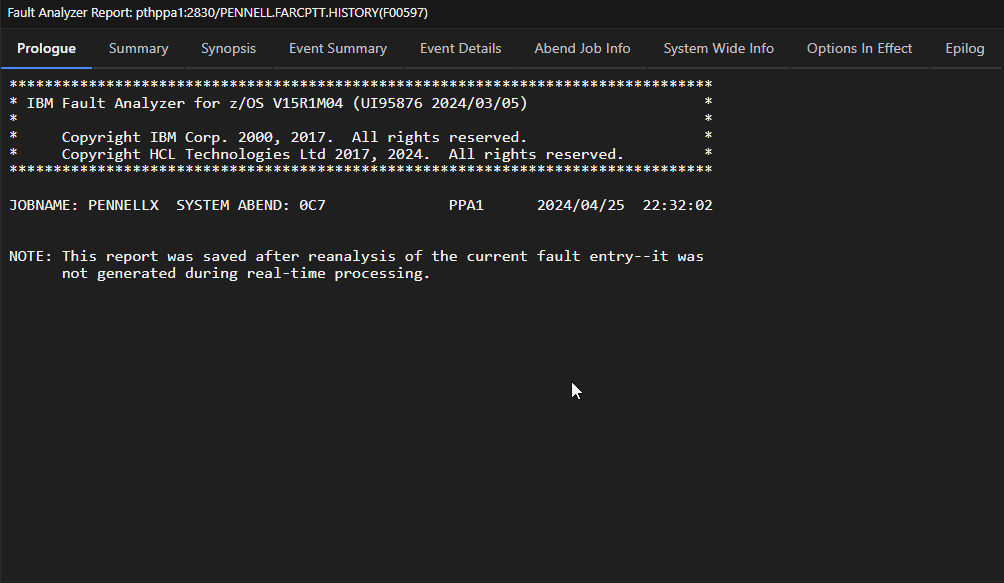 Fault Analyzer Report: pthppa1:2830/PENNELL.FARCPTT.HISTORY(F00597)
Prologue Summary Synopsis Event Summary Event Details Abend Job Info System Wide Info Options In Effect Epilog
********************************************************************************
* IBM Fault Analyzer for z/OS V15R1M04 (UI95876 2024/03/05)                    *
*                                                                              *
*     Copyright IBM Corp. 2000, 2017.  All rights reserved.                    *
*     Copyright HCL Technologies Ltd 2017, 2024.  All rights reserved.         *
********************************************************************************
JOBNAME: PENNELLX  SYSTEM ABEND: 0C7              PPA1      2024/04/25  22:32:02
NOTE: This report was saved after reanalysis of the current fault entry--it was
      not generated during real-time processing.